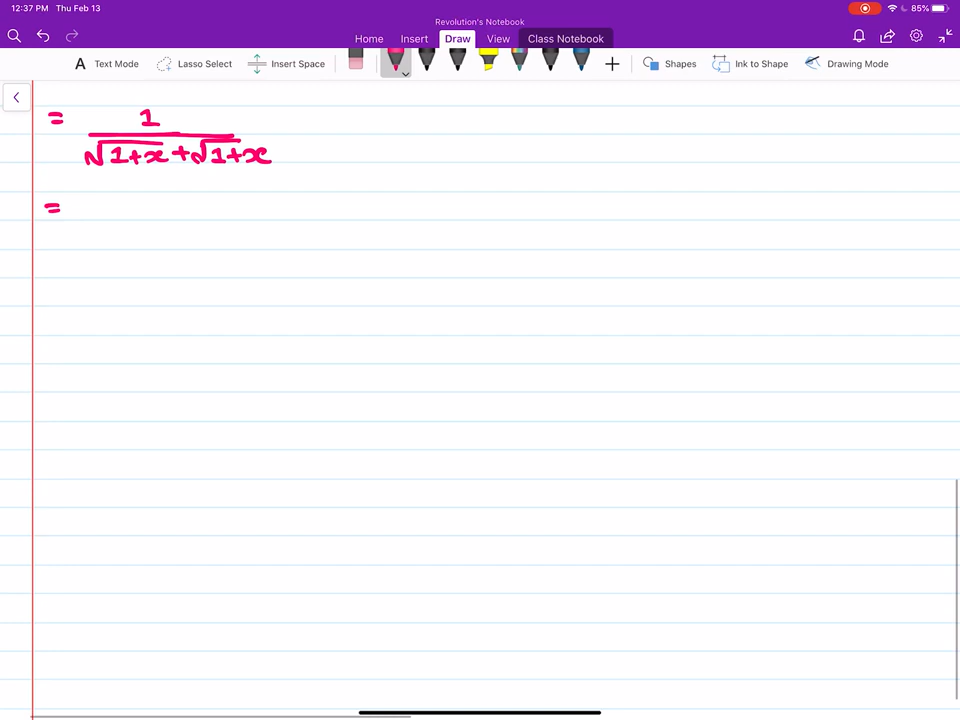 12:37 PM Thu Feb 13
85%
Revolution's Notebook
Home Insert Draw View Class Notebook
A Text Mode Lasso Select Insert Space Shapes Ink to Shape Drawing Mode
= 1
√1+x + √1+x
=